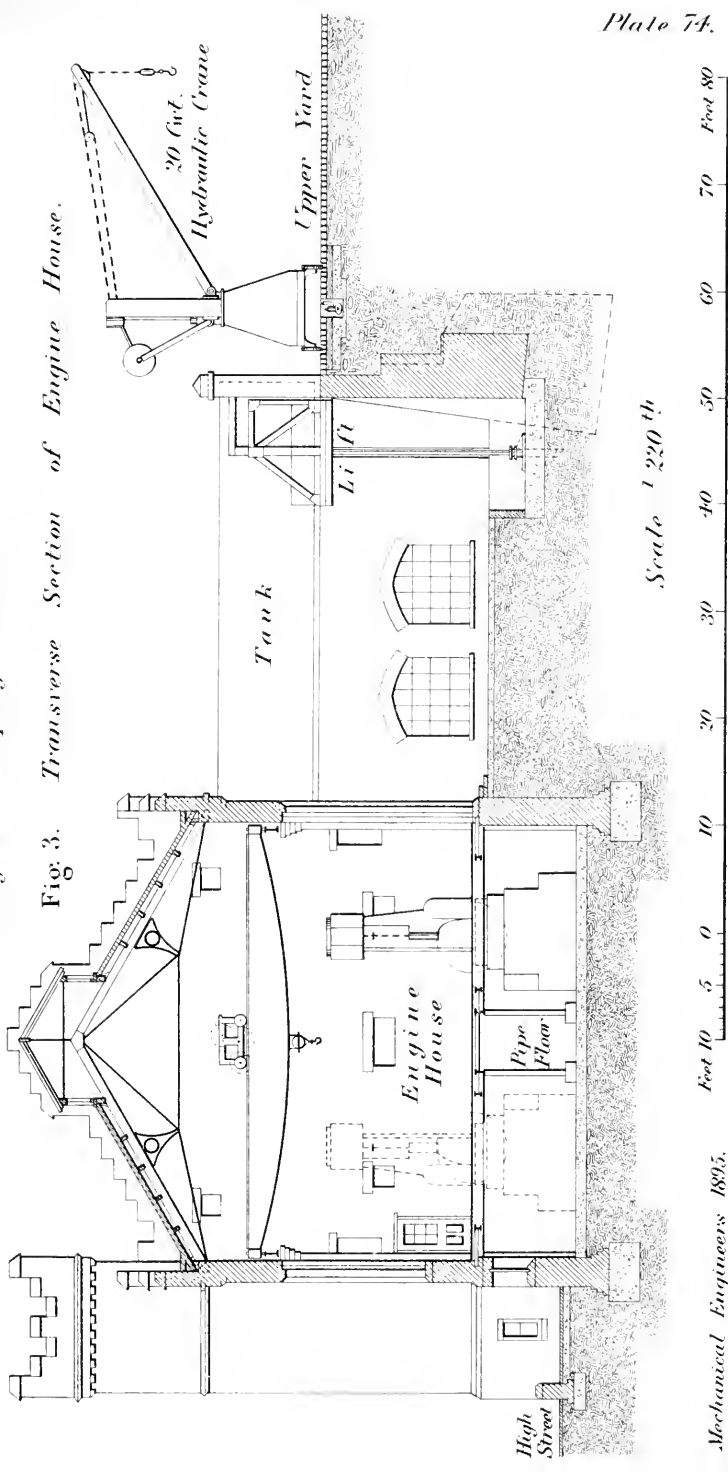 Plate 74.
Fig. 3. Transverse Section of Engine House.
20 Cwt.
Hydraulic Crane
Upper Yard
Tank
Lift
Engine
House
Pipe
Floor
High
Street
Scale 1/220th
Feet 10 5 0 10 20 30 40 50 60 70 Feet 80
Mechanical Engineers 1895.